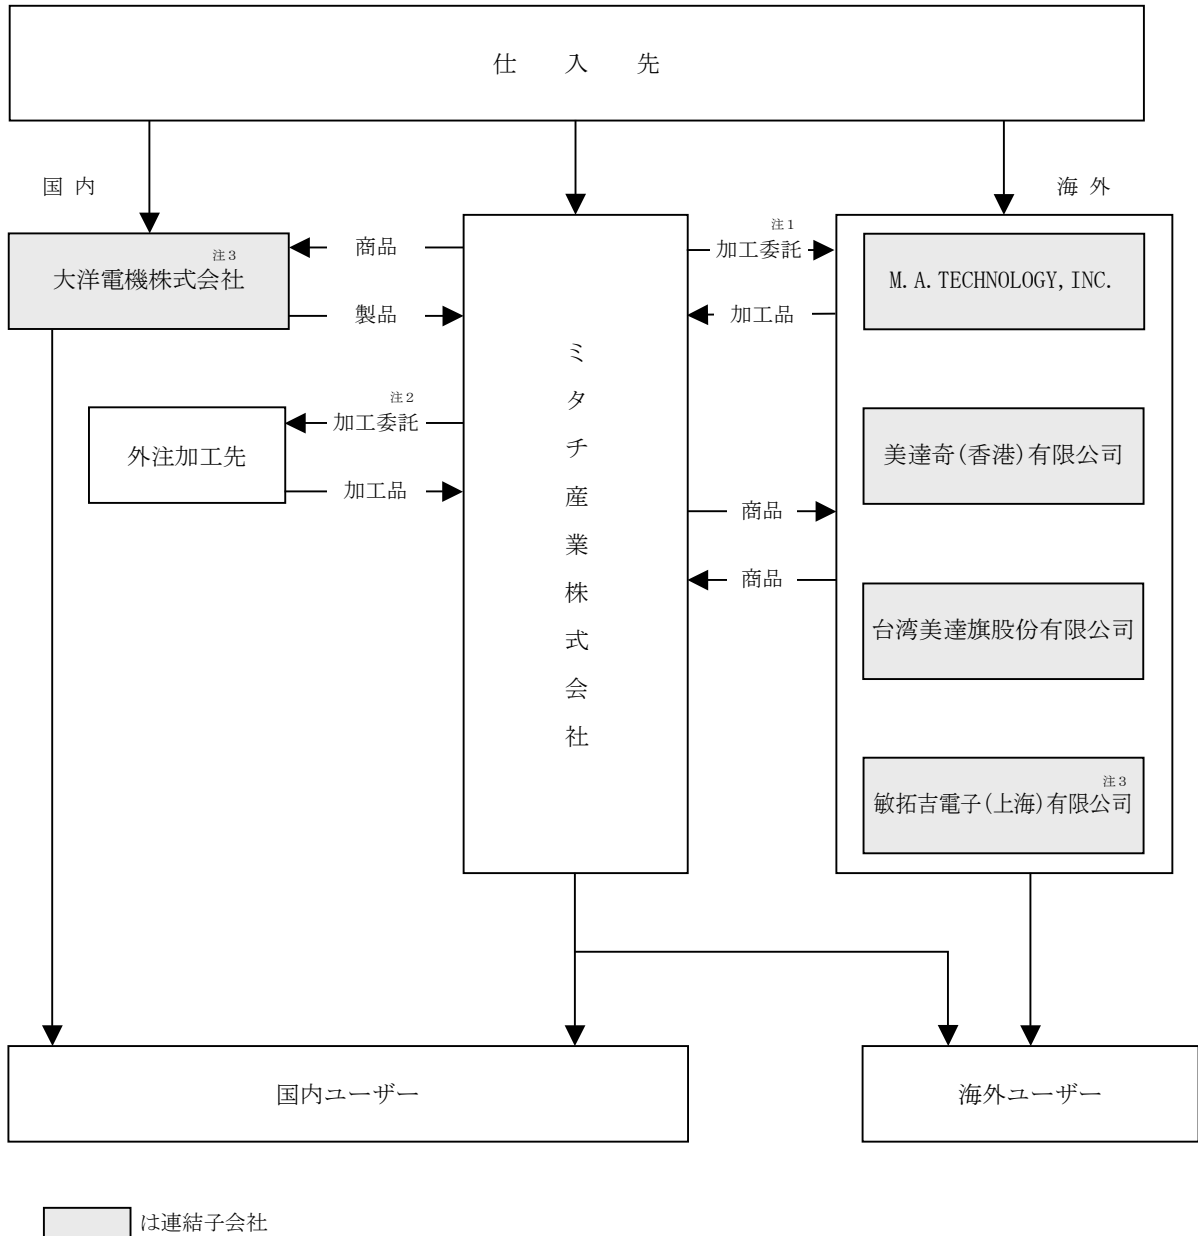 仕入先
国内
海外
注3
大洋電機株式会社
商品
製品
注2
加工委託
外注加工先
加工品
ミタチ産業株式会社
注1
加工委託
加工品
商品
商品
M.A.TECHNOLOGY,INC.
美達奇(香港)有限公司
台湾美達旗股份有限公司
注3
敏拓吉電子(上海)有限公司
国内ユーザー
海外ユーザー
は連結子会社